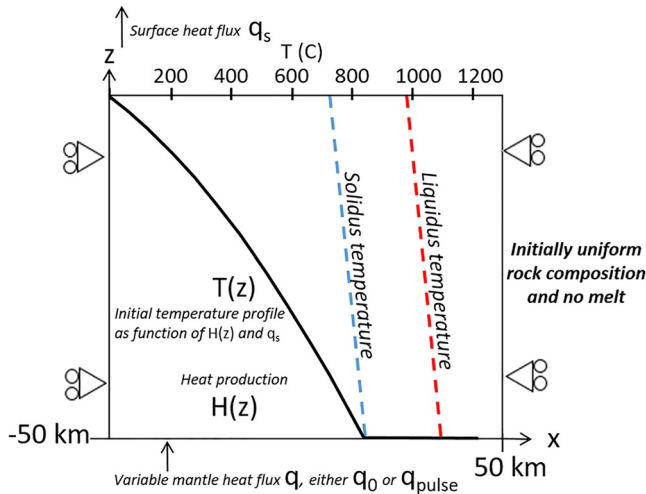 Surface heat flux qs
z
T (C)
200 400 600 800 1000 1200
Solidus temperature
Liquidus temperature
Initially uniform
rock composition
and no melt
T(z)
Initial temperature profile
as function of H(z) and qs
Heat production
H(z)
-50 km
x
50 km
Variable mantle heat flux q, either q0 or qpulse